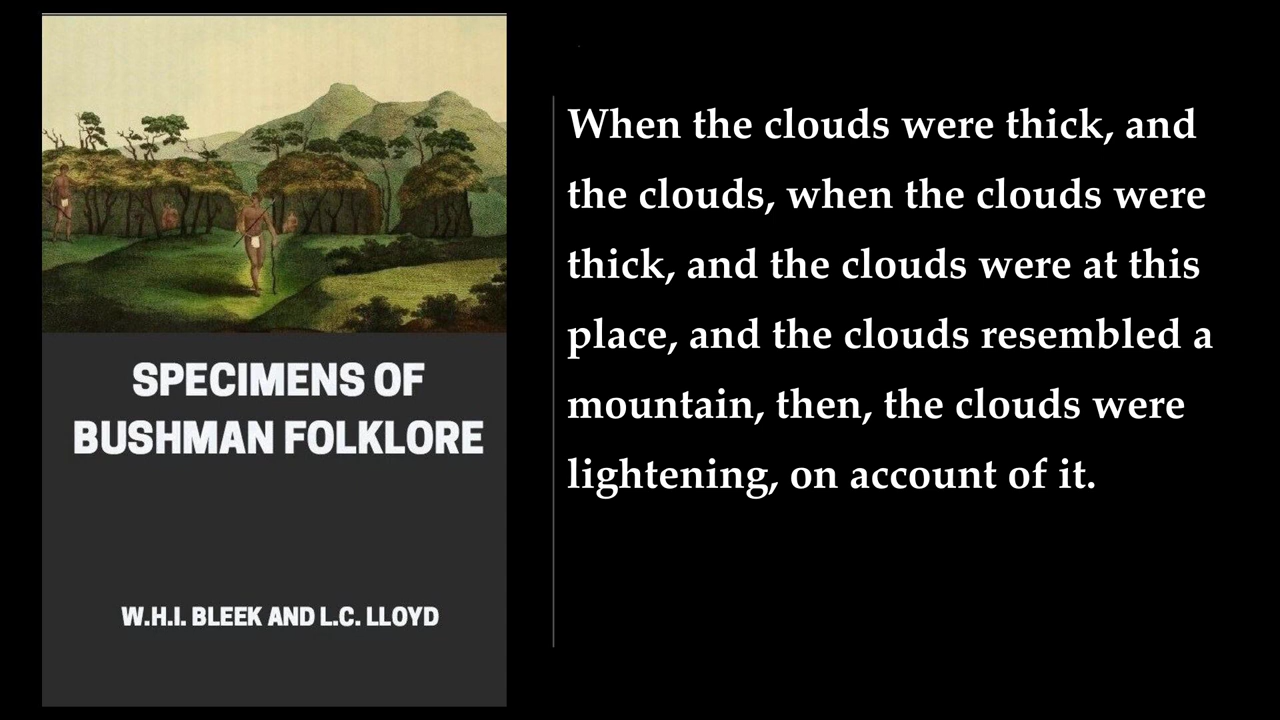 SPECIMENS OF
BUSHMAN FOLKLORE
W.H.I. BLEEK AND L.C. LLOYD
When the clouds were thick, and
the clouds, when the clouds were
thick, and the clouds were at this
place, and the clouds resembled a
mountain, then, the clouds were
lightening, on account of it.